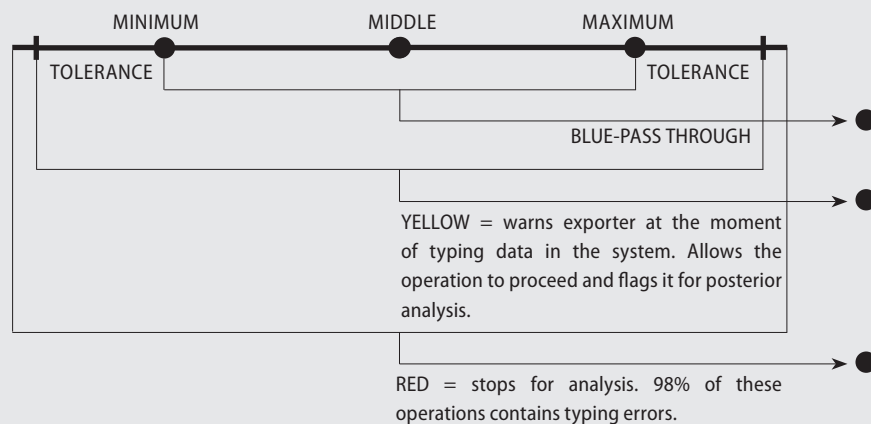 MINIMUM MIDDLE MAXIMUM
TOLERANCE TOLERANCE
BLUE-PASS THROUGH
YELLOW = warns exporter at the moment
of typing data in the system. Allows the
operation to proceed and flags it for posterior
analysis.
RED = stops for analysis. 98% of these
operations contains typing errors.